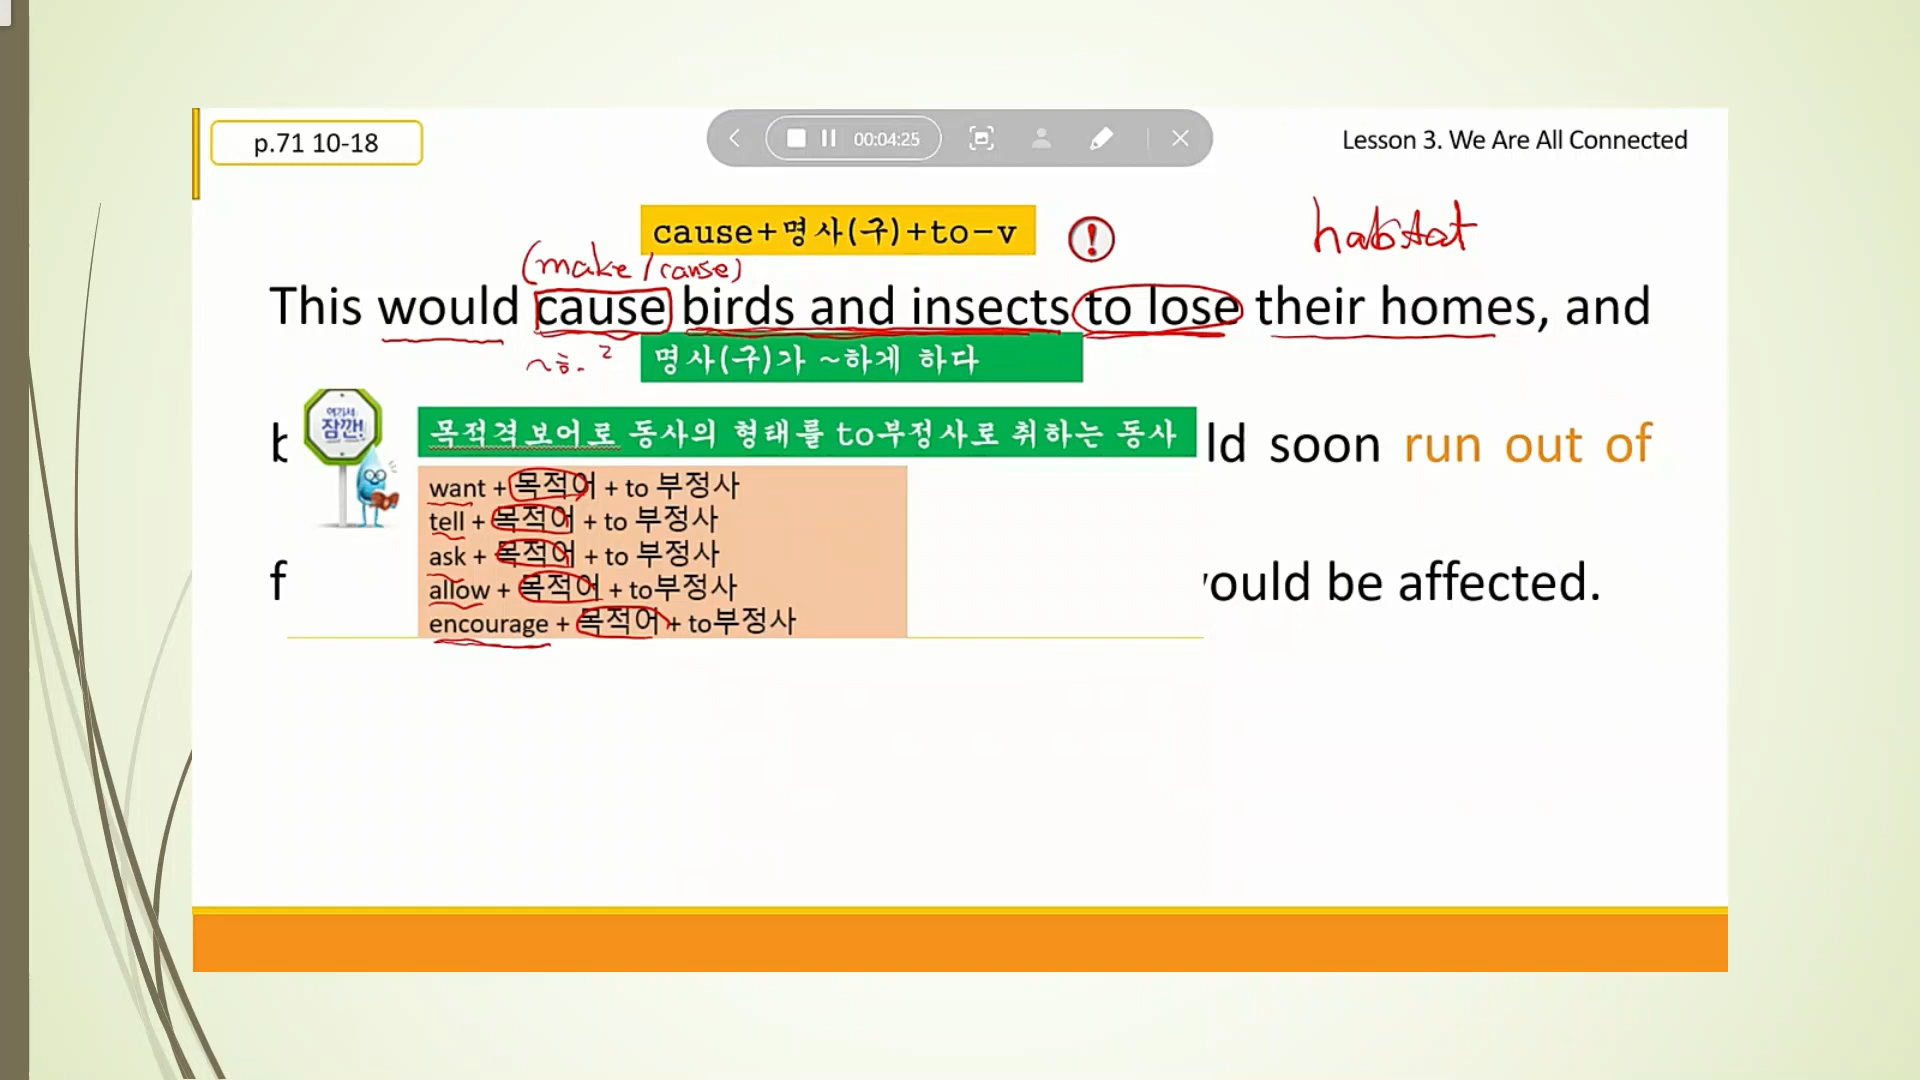 p.71 10-18
00:04:25
Lesson 3. We Are All Connected
cause+명사(구)+to-v
habitat
(make / cause)
This would cause birds and insects to lose their homes, and
명사(구)가 ~하게 하다
여기서
잠깐!
목적격보어로 동사의 형태를 to부정사로 취하는 동사
b ld soon run out of
want + 목적어 + to 부정사
tell + 목적어 + to 부정사
ask + 목적어 + to 부정사
allow + 목적어 + to부정사
f ould be affected.
encourage + 목적어 + to부정사